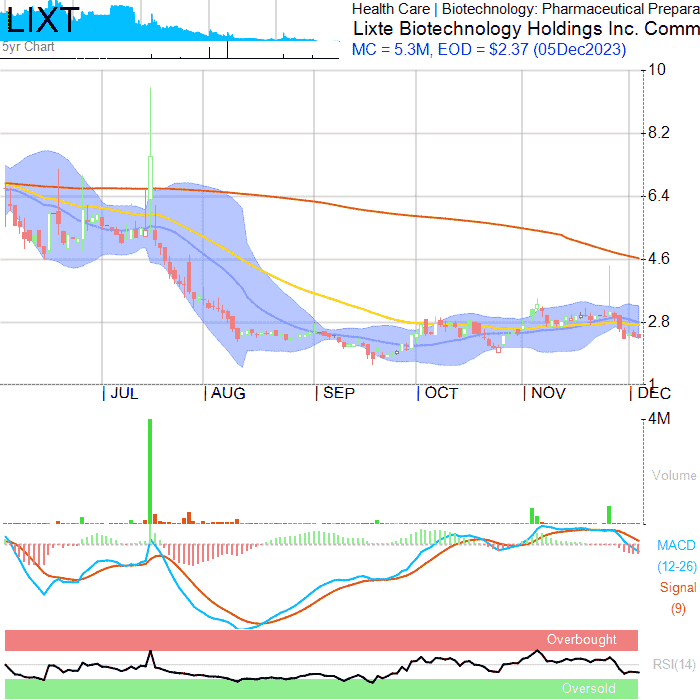 LIXT
5yr Chart
Health Care | Biotechnology: Pharmaceutical Prepara
Lixte Biotechnology Holdings Inc. Comm
MC = 5.3M, EOD = $2.37 (05Dec2023)
10
8.2
6.4
4.6
2.8
1
JUL AUG SEP OCT NOV DEC
4M
Volume
MACD
(12-26)
Signal
(9)
Overbought
RSI(14)
Oversold